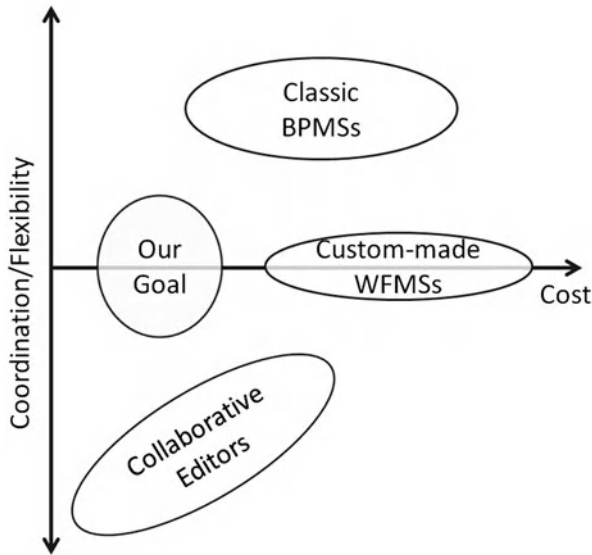 Classic
BPMSs
Coordination/Flexibility
Our
Goal
Custom-made
WFMSs
Cost
Collaborative
Editors